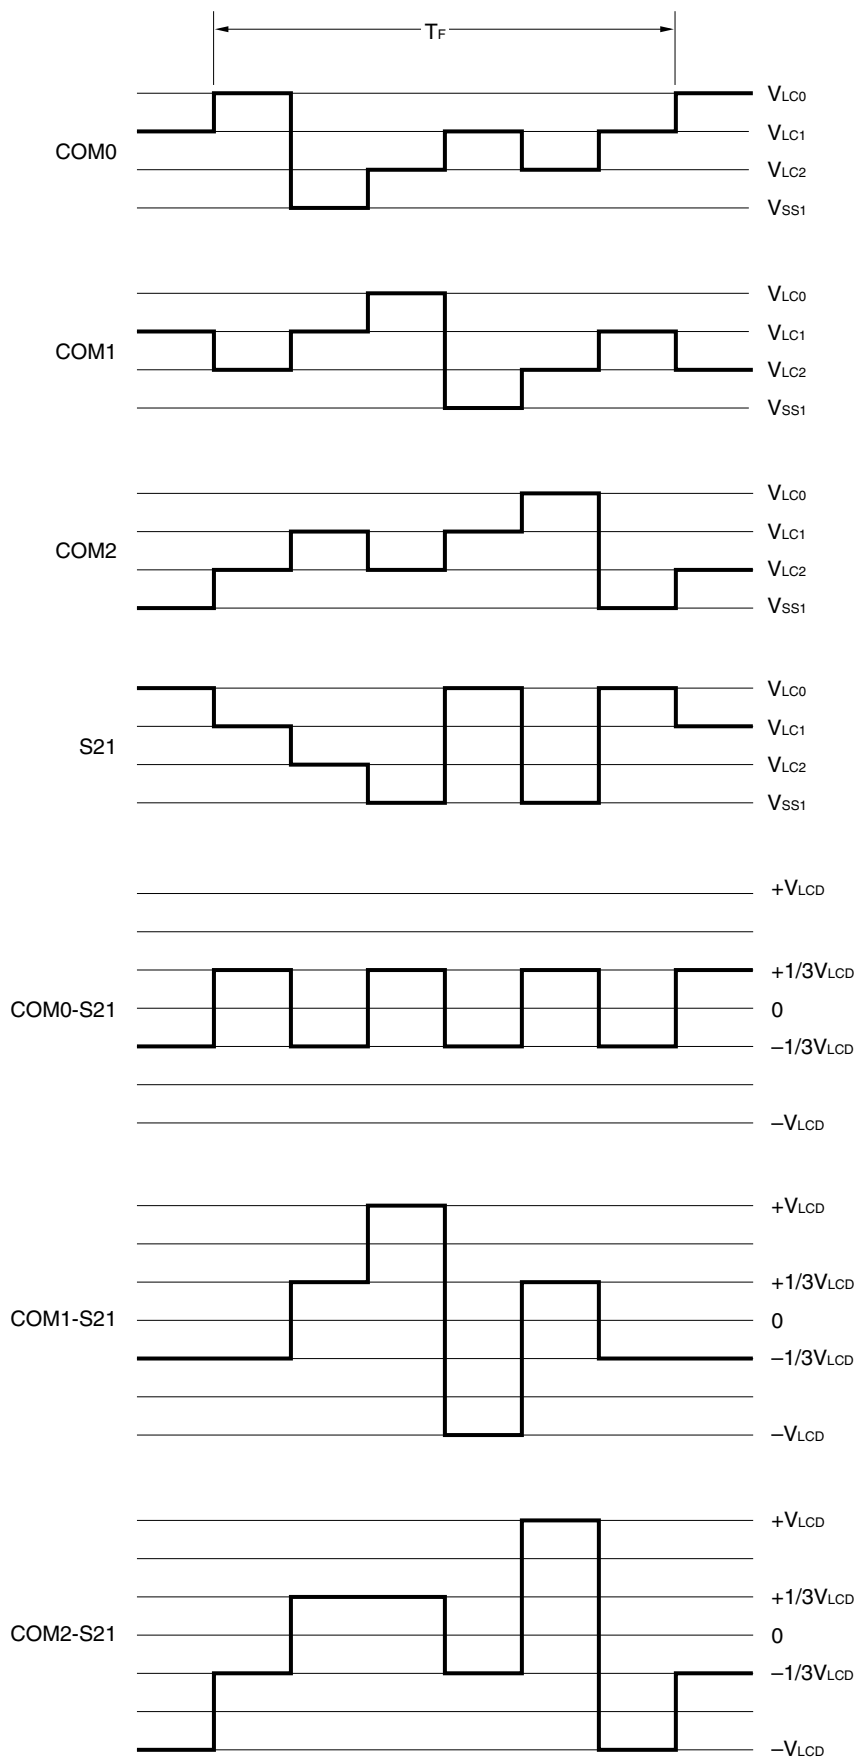 TF
COM0
VLC0
VLC1
VLC2
VSS1
COM1
VLC0
VLC1
VLC2
VSS1
COM2
VLC0
VLC1
VLC2
VSS1
S21
VLC0
VLC1
VLC2
VSS1
COM0-S21
+VLCD
+1/3VLCD
0
–1/3VLCD
–VLCD
COM1-S21
+VLCD
+1/3VLCD
0
–1/3VLCD
–VLCD
COM2-S21
+VLCD
+1/3VLCD
0
–1/3VLCD
–VLCD